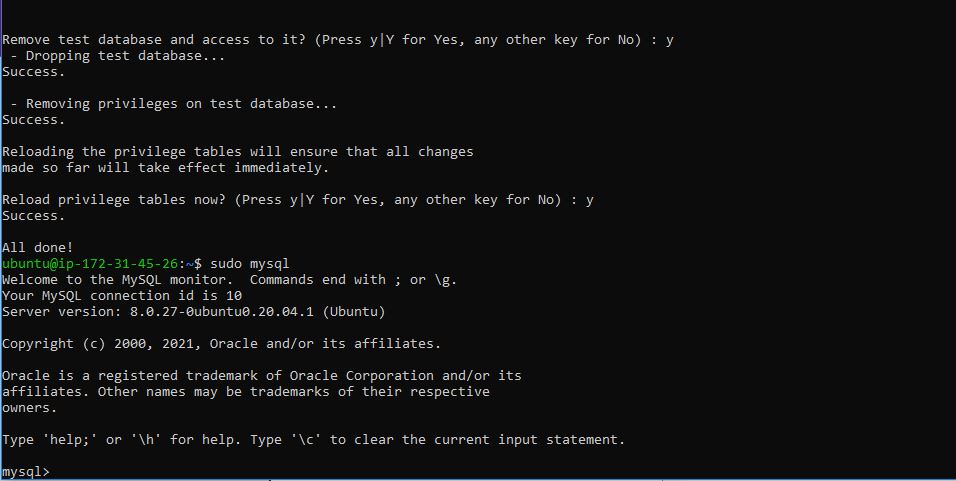 Remove test database and access to it? (Press y|Y for Yes, any other key for No) : y
 - Dropping test database...
Success.
 - Removing privileges on test database...
Success.
Reloading the privilege tables will ensure that all changes
made so far will take effect immediately.
Reload privilege tables now? (Press y|Y for Yes, any other key for No) : y
Success.
All done!
ubuntu@ip-172-31-45-26:~$ sudo mysql
Welcome to the MySQL monitor.  Commands end with ; or \g.
Your MySQL connection id is 10
Server version: 8.0.27-0ubuntu0.20.04.1 (Ubuntu)
Copyright (c) 2000, 2021, Oracle and/or its affiliates.
Oracle is a registered trademark of Oracle Corporation and/or its
affiliates. Other names may be trademarks of their respective
owners.
Type 'help;' or '\h' for help. Type '\c' to clear the current input statement.
mysql>